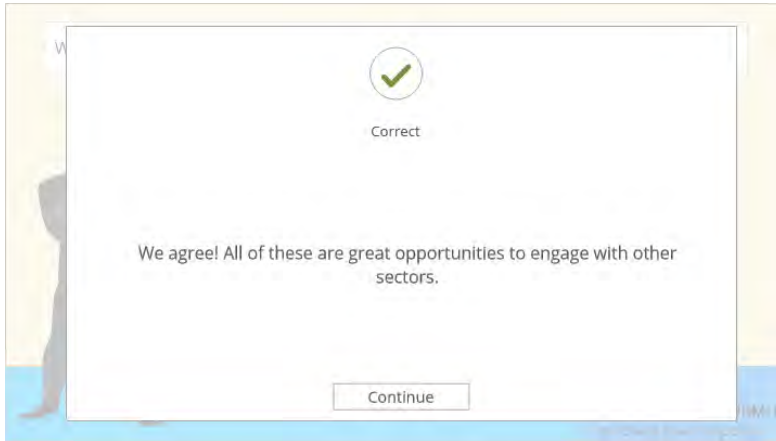 Correct
We agree! All of these are great opportunities to engage with other
sectors.
Continue